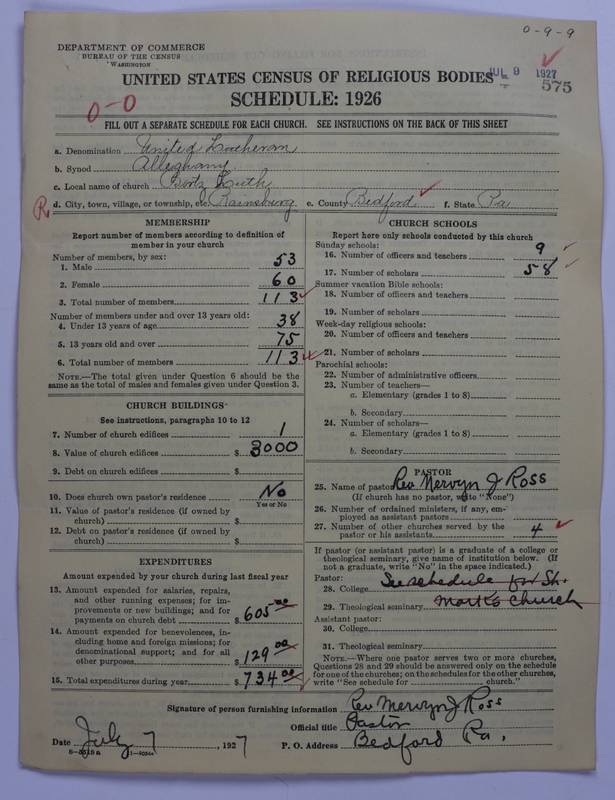 0-9-9
DEPARTMENT OF COMMERCE
BUREAU OF THE CENSUS
WASHINGTON
JUL 9 1927
575
UNITED STATES CENSUS OF RELIGIOUS BODIES
SCHEDULE: 1926
0-0
FILL OUT A SEPARATE SCHEDULE FOR EACH CHURCH. SEE INSTRUCTIONS ON THE BACK OF THIS SHEET
a. Denomination United Lutheran
b. Synod Alleghany
c. Local name of church Bortz Luth
R d. City, town, village, or township, etc. Rainsburg e. County Bedford f. State Pa.
MEMBERSHIP
Report number of members according to definition of
member in your church
Number of members, by sex:
1. Male 53
2. Female 60
3. Total number of members 113
Number of members under and over 13 years old:
4. Under 13 years of age 38
5. 13 years old and over 75
6. Total number of members 113
NOTE.—The total given under Question 6 should be the
same as the total of males and females given under Question 3.
CHURCH BUILDINGS
See instructions, paragraphs 10 to 12
7. Number of church edifices 1
8. Value of church edifices $ 3000
9. Debt on church edifices $
10. Does church own pastor's residence No
Yes or No
11. Value of pastor's residence (if owned by
church) $
12. Debt on pastor's residence (if owned by
church) $
EXPENDITURES
Amount expended by your church during last fiscal year
13. Amount expended for salaries, repairs,
and other running expenses; for im-
provements or new buildings; and for
payments on church debt $ 605 00
14. Amount expended for benevolences, in-
cluding home and foreign missions; for
denominational support; and for all
other purposes $ 129 00
15. Total expenditures during year $ 734 00
CHURCH SCHOOLS
Report here only schools conducted by this church
Sunday schools:
16. Number of officers and teachers 9
17. Number of scholars 58
Summer vacation Bible schools:
18. Number of officers and teachers
19. Number of scholars
Week-day religious schools:
20. Number of officers and teachers
21. Number of scholars
Parochial schools:
22. Number of administrative officers
23. Number of teachers—
a. Elementary (grades 1 to 8)
b. Secondary
24. Number of scholars—
a. Elementary (grades 1 to 8)
b. Secondary
PASTOR
25. Name of pastor Rev Mervyn J Ross
(If church has no pastor, write "None")
26. Number of ordained ministers, if any, em-
ployed as assistant pastors
27. Number of other churches served by the
pastor or his assistants 4
If pastor (or assistant pastor) is a graduate of a college or
theological seminary, give name of institution below. (If
not a graduate, write "No" in the space indicated.)
Pastor:
28. College See schedule for St.
29. Theological seminary Mark's Church
Assistant pastor:
30. College
31. Theological seminary
NOTE.—Where one pastor serves two or more churches,
Questions 28 and 29 should be answered only on the schedule
for one of the churches; on the schedules for the other churches,
write "See schedule for church."
Signature of person furnishing information Rev Mervyn J Ross
Official title Pastor
Date July 7, 1927 P. O. Address Bedford Pa.